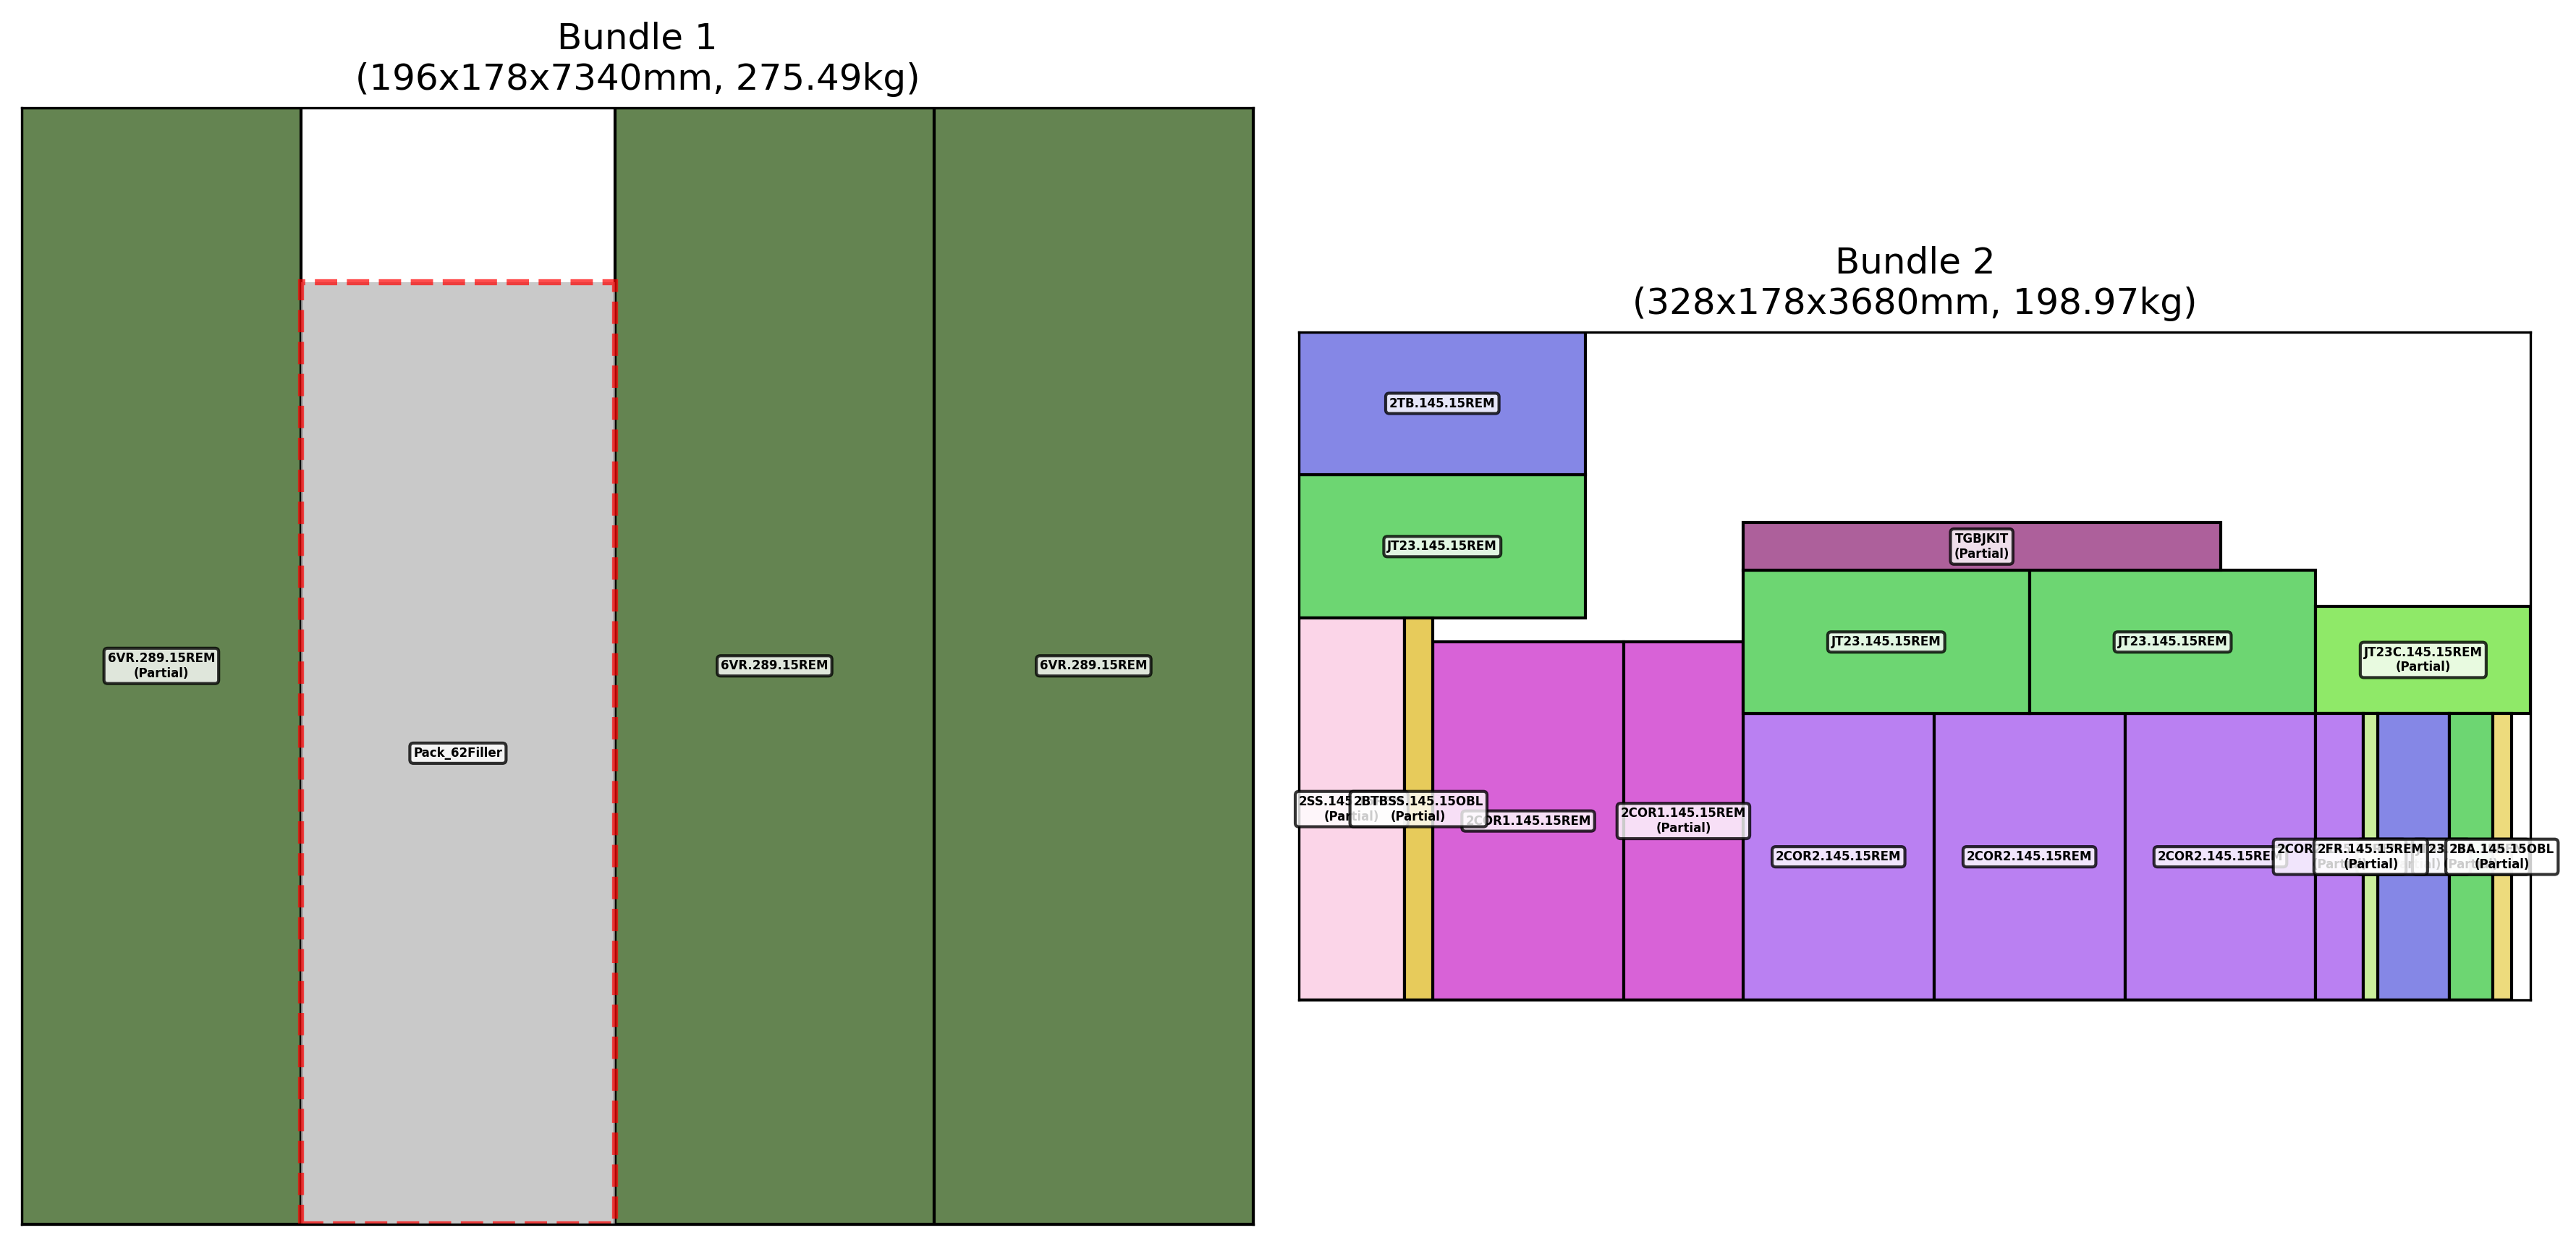 Bundle 1
(196x178x7340mm, 275.49kg)
6VR.289.15REM
(Partial)
Pack_62Filler
6VR.289.15REM
6VR.289.15REM
Bundle 2
(328x178x3680mm, 198.97kg)
2TB.145.15REM
JT23.145.15REM
TGBJKIT
(Partial)
JT23.145.15REM
JT23.145.15REM
JT23C.145.15REM
(Partial)
2SS.145
(Partial)
2BTBSS.145.15OBL
(Partial)
2COR1.145.15REM
2COR1.145.15REM
(Partial)
2COR2.145.15REM
2COR2.145.15REM
2COR2.145.15REM
2COR
2FR.145.15REM
(Partial)
2BA.145.15OBL
(Partial)